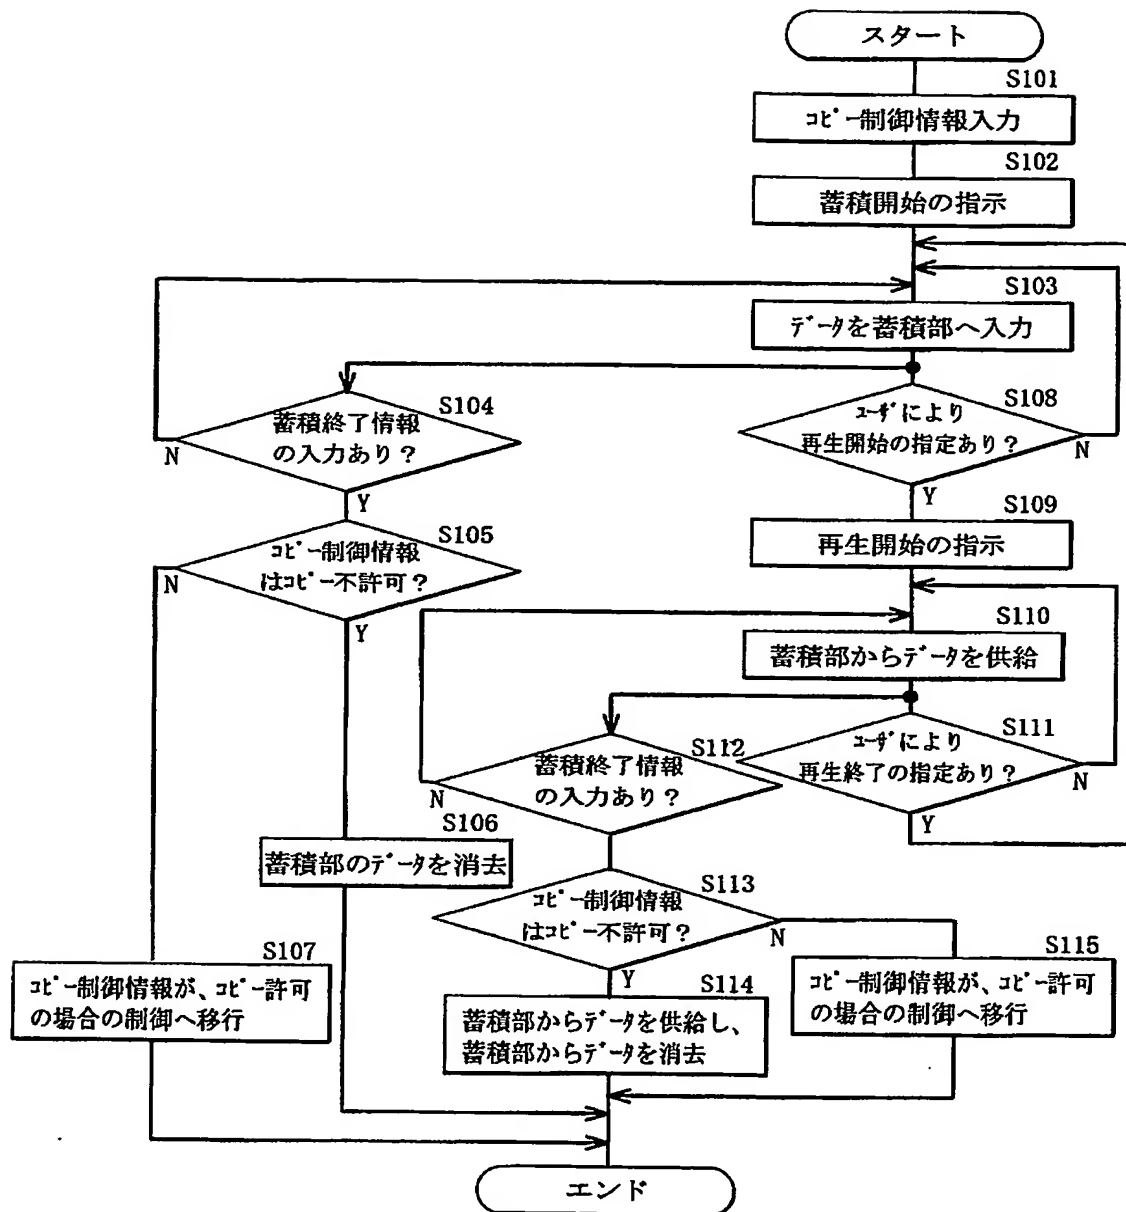 スタート
S101
コピー制御情報入力
S102
蓄積開始の指示
S103
データを蓄積部へ入力
S104
蓄積終了情報
の入力あり？
N
Y
S108
ユーザにより
再生開始の指定あり？
N
Y
S105
コピー制御情報
はコピー不許可？
N
Y
S109
再生開始の指示
S110
蓄積部からデータを供給
S111
ユーザにより
再生終了の指定あり？
N
Y
S112
蓄積終了情報
の入力あり？
N
S106
蓄積部のデータを消去
S113
コピー制御情報
はコピー不許可？
N
Y
S107
コピー制御情報が、コピー許可
の場合の制御へ移行
S114
蓄積部からデータを供給し、
蓄積部からデータを消去
S115
コピー制御情報が、コピー許可
の場合の制御へ移行
エンド